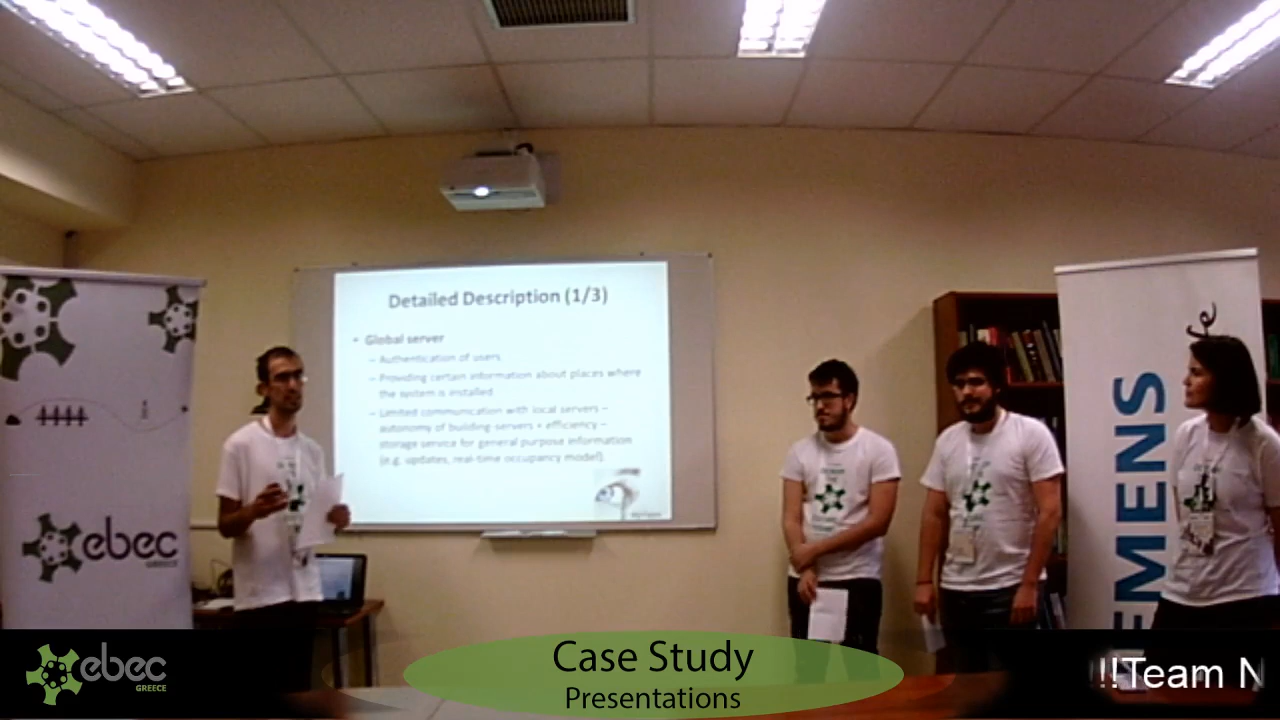 Detailed Description (1/3)
• Global server
– Authentication of users
– Providing certain information about places where
the system is installed
– Limited communication with local servers –
autonomy of building-servers + efficiency –
storage service for general purpose information
(e.g. updates, real-time occupancy model)
ebec
GREECE
EMENS
ebec
GREECE
Case Study
Presentations
!!Team N